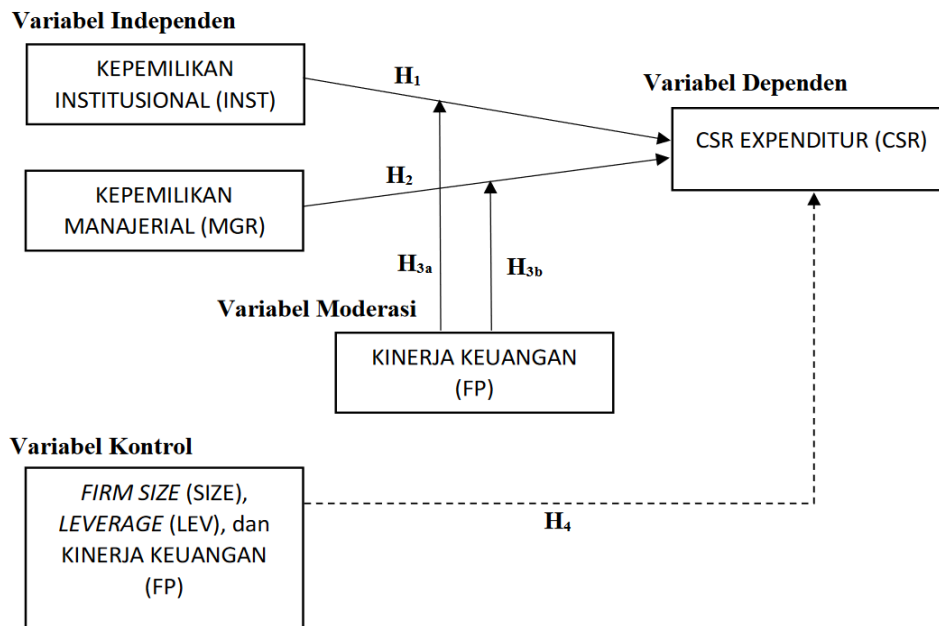 Variabel Independen
KEPEMILIKAN
INSTITUSIONAL (INST)
H1
Variabel Dependen
CSR EXPENDITUR (CSR)
KEPEMILIKAN
MANAJERIAL (MGR)
H2
H3a
H3b
Variabel Moderasi
KINERJA KEUANGAN
(FP)
Variabel Kontrol
FIRM SIZE (SIZE),
LEVERAGE (LEV), dan
KINERJA KEUANGAN
(FP)
H4